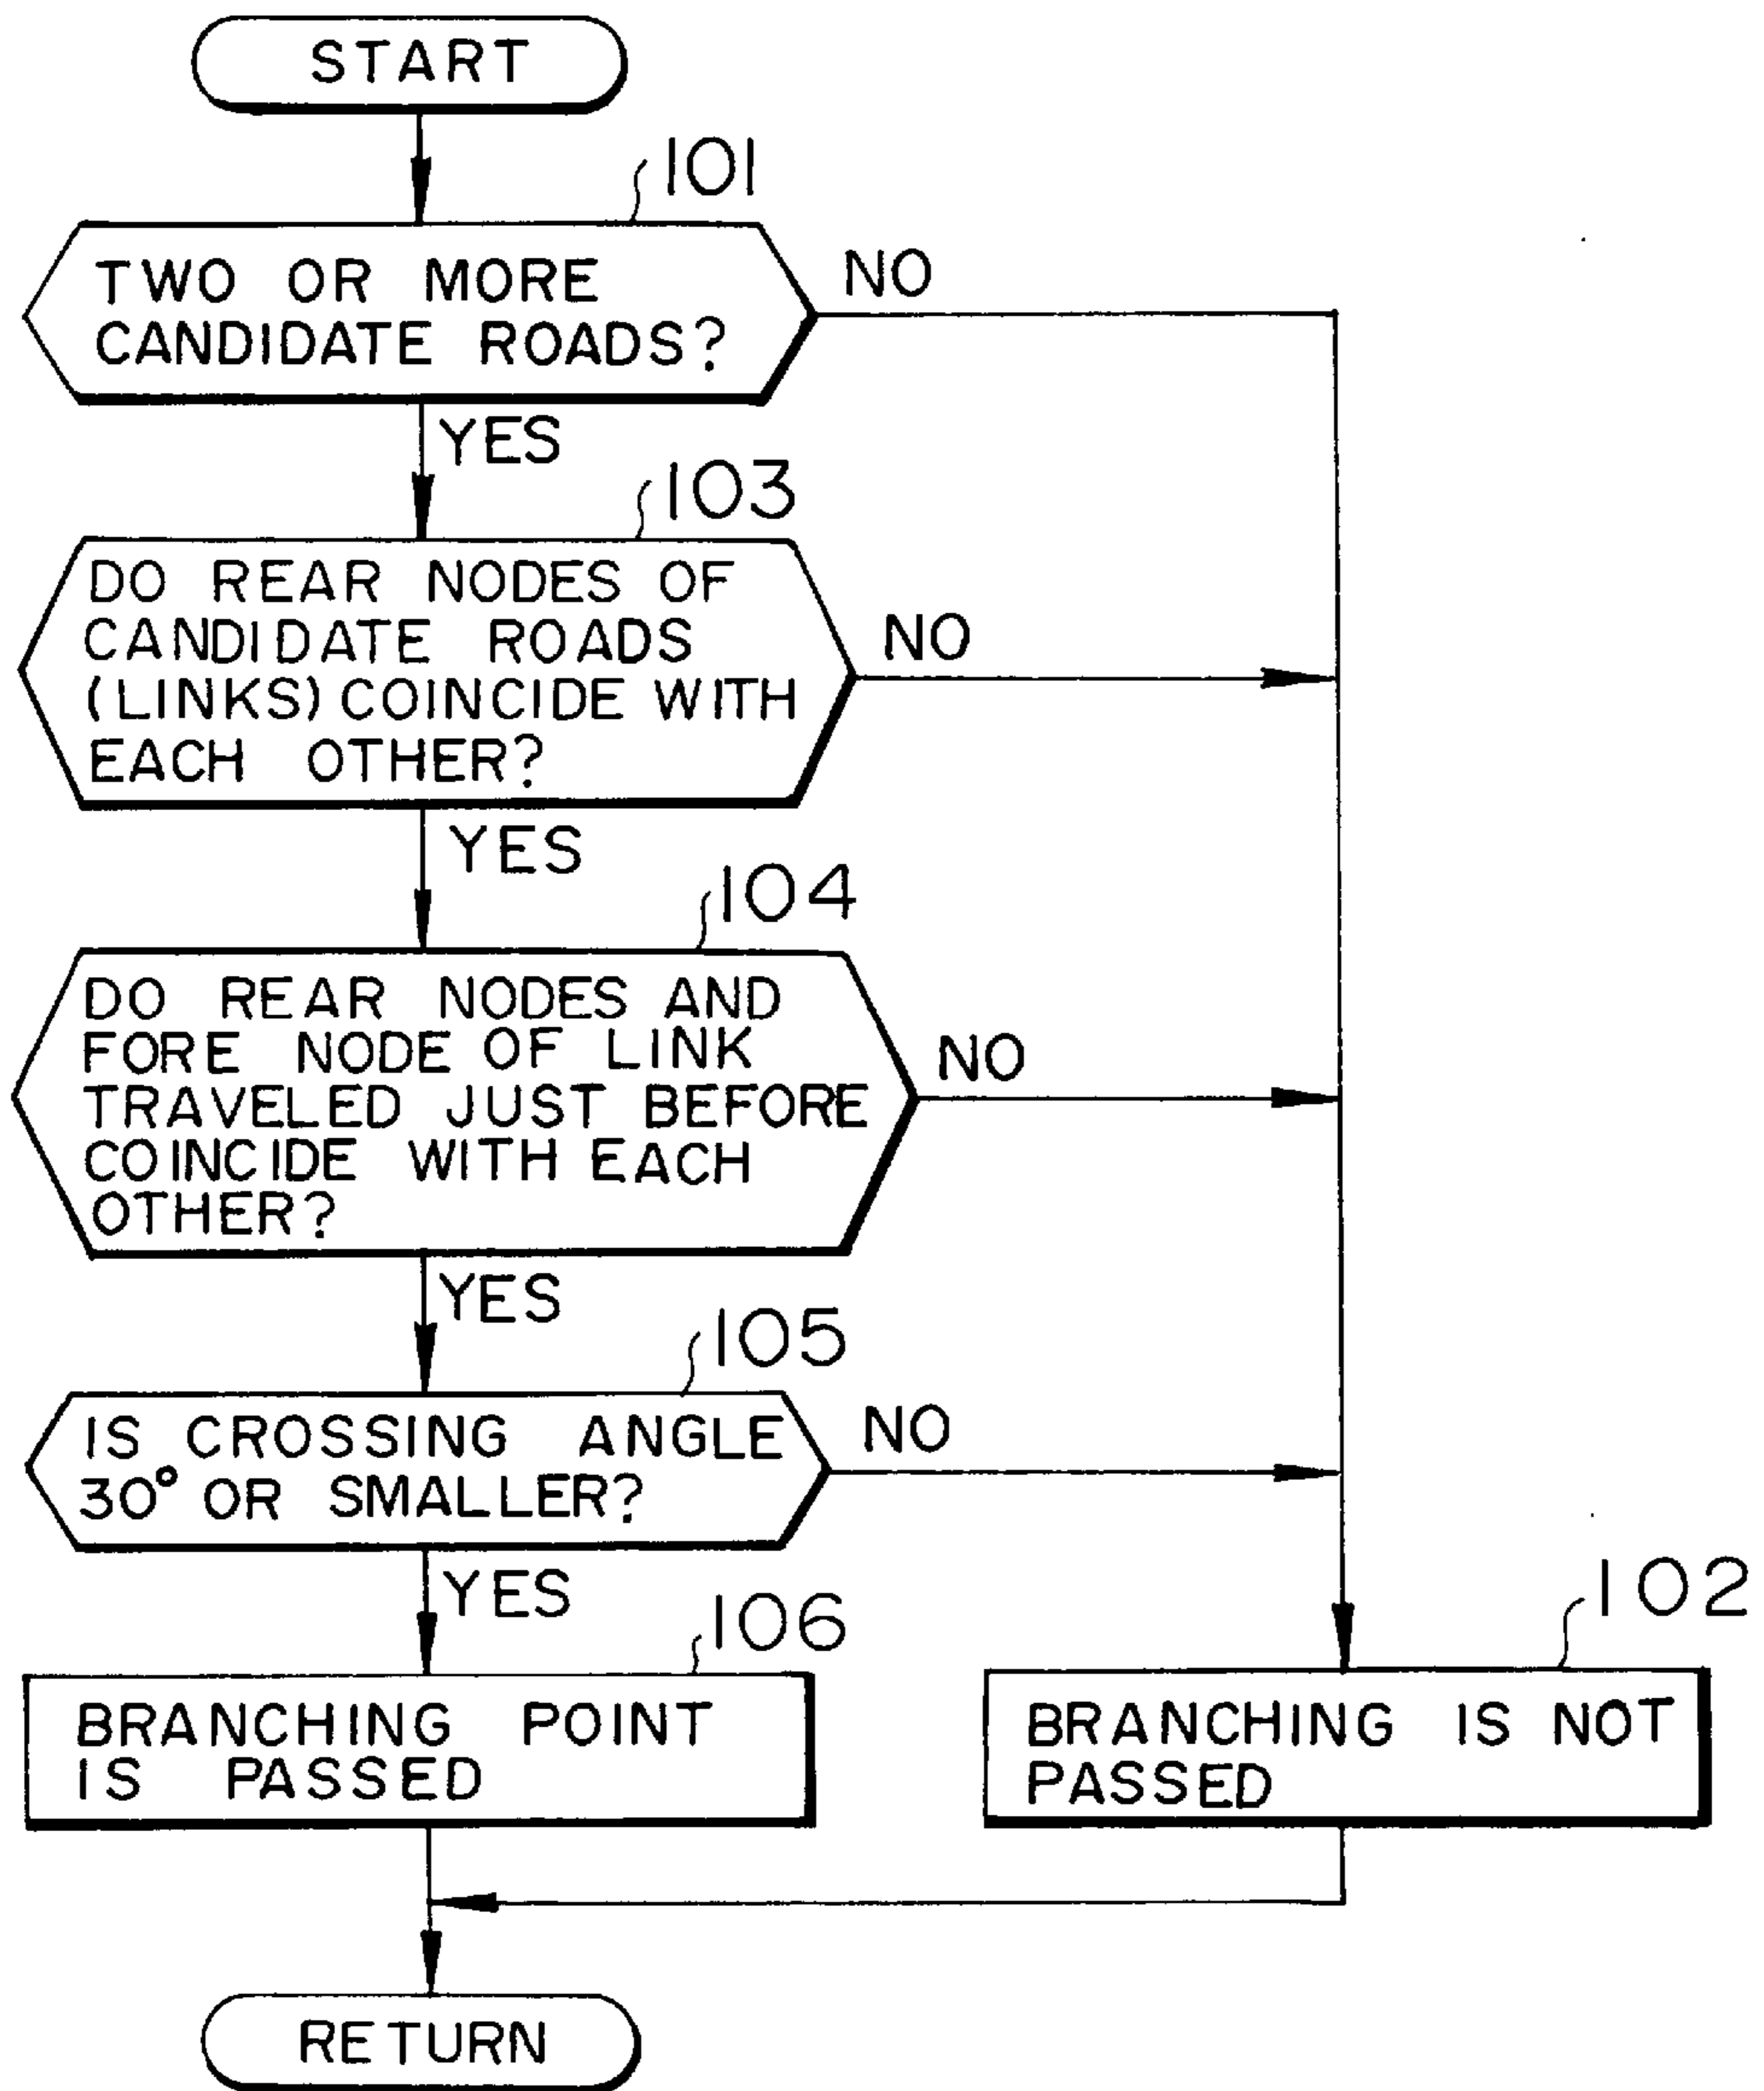 START
101
TWO OR MORE
CANDIDATE ROADS?
NO
YES
103
DO REAR NODES OF
CANDIDATE ROADS
(LINKS) COINCIDE WITH
EACH OTHER?
NO
YES
104
DO REAR NODES AND
FORE NODE OF LINK
TRAVELED JUST BEFORE
COINCIDE WITH EACH
OTHER?
NO
YES
105
IS CROSSING ANGLE
30° OR SMALLER?
NO
YES
106
BRANCHING POINT
IS PASSED
102
BRANCHING IS NOT
PASSED
RETURN